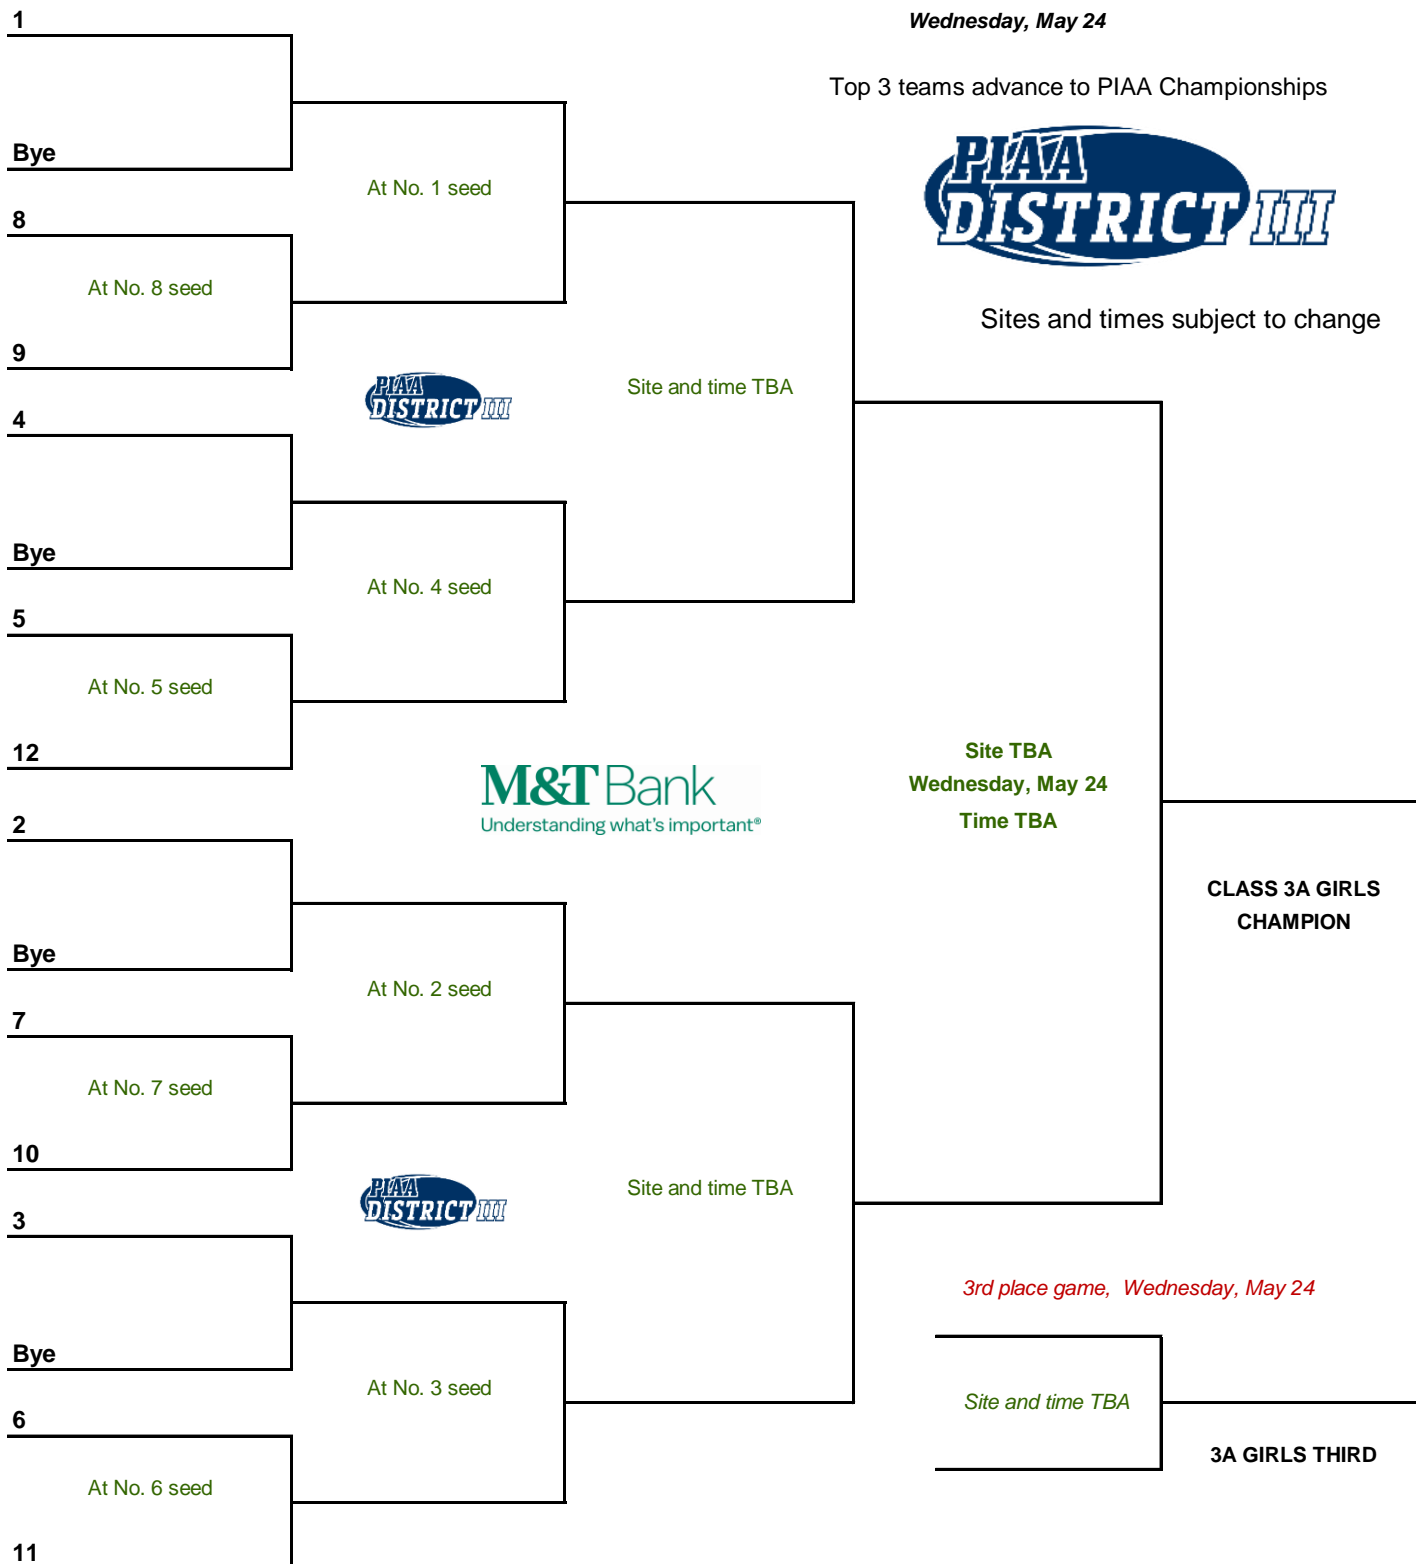 1
Wednesday, May 24
Top 3 teams advance to PIAA Championships
PIAA
DISTRICT III
Bye
At No. 1 seed
8
At No. 8 seed
Sites and times subject to change
9
PIAA
DISTRICT III
Site and time TBA
4
Bye
At No. 4 seed
5
At No. 5 seed
12
Site TBA
Wednesday, May 24
Time TBA
M&T Bank
Understanding what's important®
2
CLASS 3A GIRLS
CHAMPION
Bye
At No. 2 seed
7
At No. 7 seed
10
PIAA
DISTRICT III
Site and time TBA
3
3rd place game, Wednesday, May 24
Bye
At No. 3 seed
Site and time TBA
6
3A GIRLS THIRD
At No. 6 seed
11